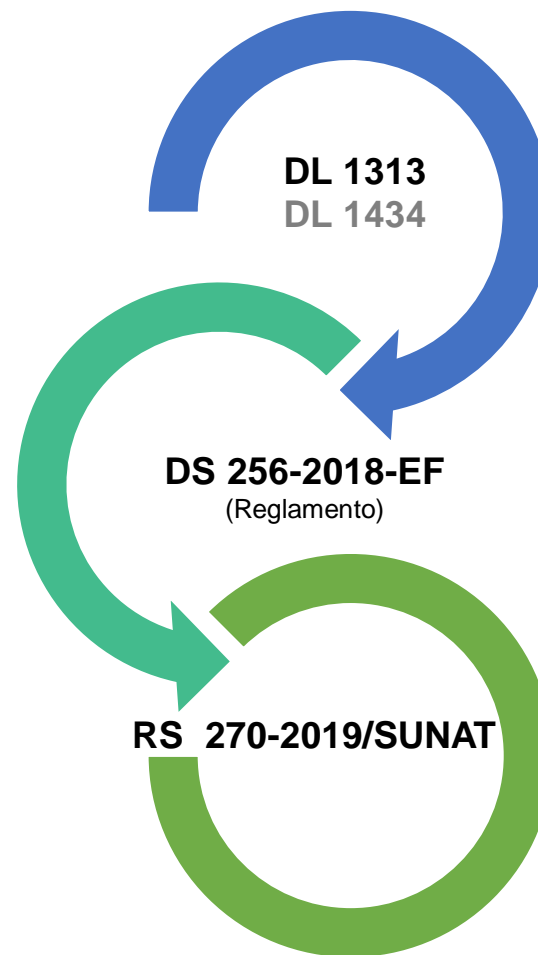 DL 1313
DL 1434
DS 256-2018-EF
(Reglamento)
RS 270-2019/SUNAT